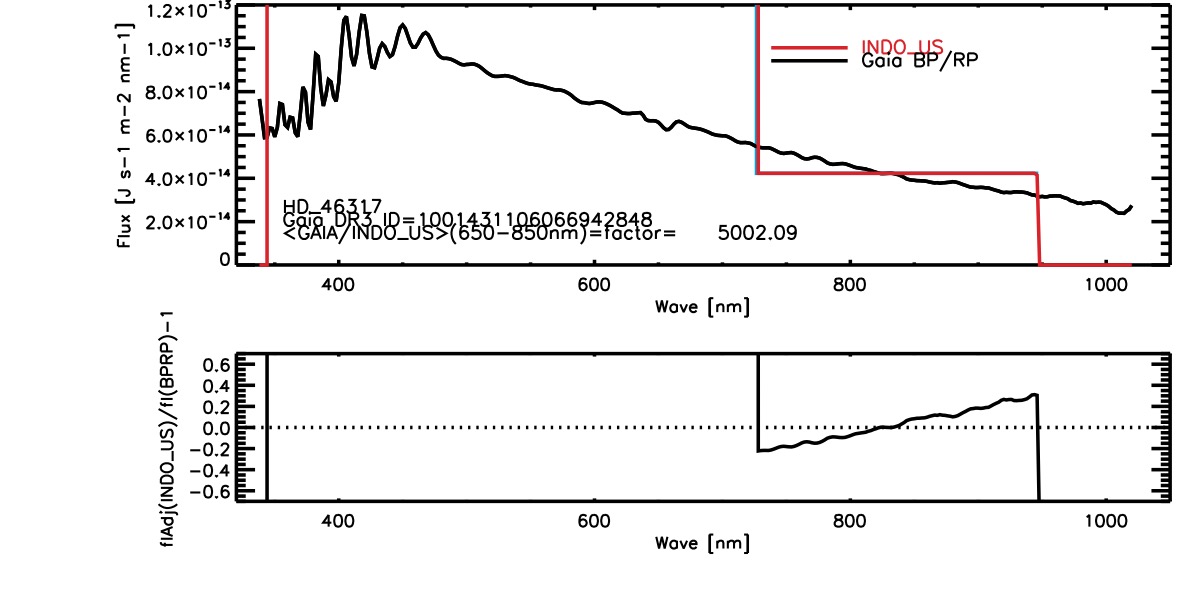 1.2×10−13
1.0×10−13
8.0×10−14
6.0×10−14
4.0×10−14
2.0×10−14
0
Flux [J s−1 m−2 nm−1]
INDO_US
Gaia BP/RP
HD_46317
Gaia DR3 ID=1001431106066942848
<GAIA/INDO_US>(650−850nm)=factor= 5002.09
400 600 800 1000
Wave [nm]
flAdj(INDO_US)/fl(BPRP)−1
0.6
0.4
0.2
0.0
−0.2
−0.4
−0.6
400 600 800 1000
Wave [nm]